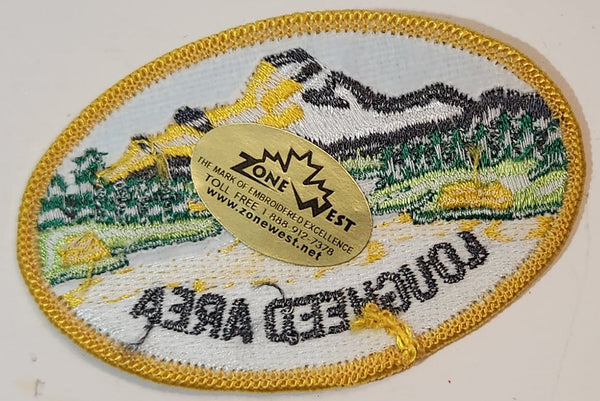 THE MARK OF EMBROIDERED EXCELLENCE
ZONE WEST
TOLL FREE 1 888-912-7378
www.zonewest.net
LOUGHEED AREA